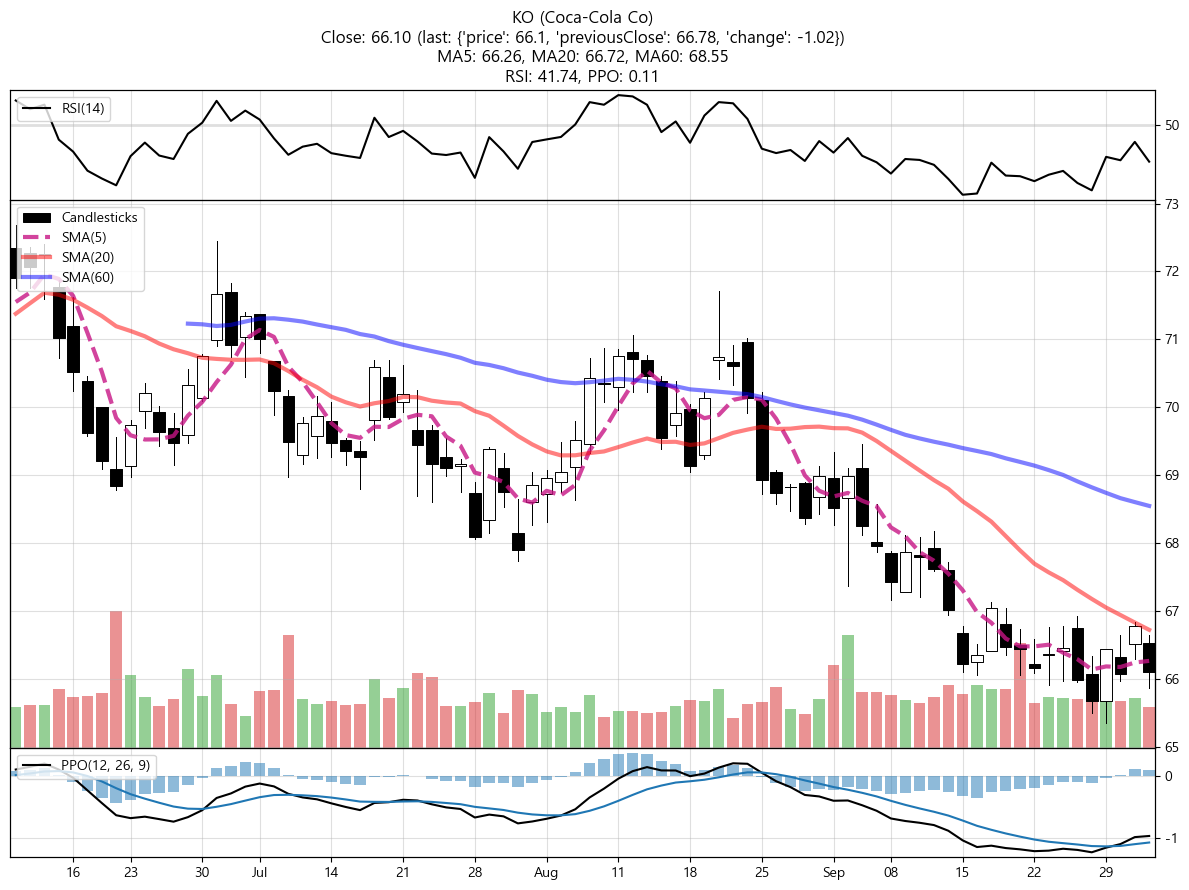 KO (Coca-Cola Co)
Close: 66.10 (last: {'price': 66.1, 'previousClose': 66.78, 'change': -1.02})
MA5: 66.26, MA20: 66.72, MA60: 68.55
RSI: 41.74, PPO: 0.11
RSI(14)
50
Candlesticks
SMA(5)
SMA(20)
SMA(60)
73
72
71
70
69
68
67
66
65
PPO(12, 26, 9)
0
-1
16 23 30 Jul 14 21 28 Aug 11 18 25 Sep 08 15 22 29